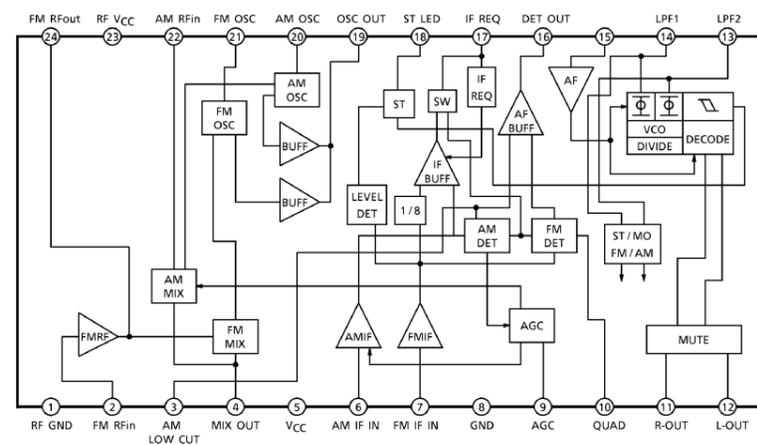 FM RFout RF VCC AM RFin FM OSC AM OSC OSC OUT ST LED IF REQ DET OUT LPF1 LPF2
24 23 22 21 20 19 18 17 16 15 14 13
AM
OSC
FM
OSC
BUFF
BUFF
ST
SW
IF
REQ
AF
BUFF
AF
VCO
DIVIDE
DECODE
IF
BUFF
LEVEL
DET
1/8
AM
DET
FM
DET
ST/MO
FM/AM
AM
MIX
FMRF
FM
MIX
AMIF
FMIF
AGC
MUTE
1 2 3 4 5 6 7 8 9 10 11 12
RF GND FM RFin AM MIX OUT VCC AM IF IN FM IF IN GND AGC QUAD R-OUT L-OUT
LOW CUT